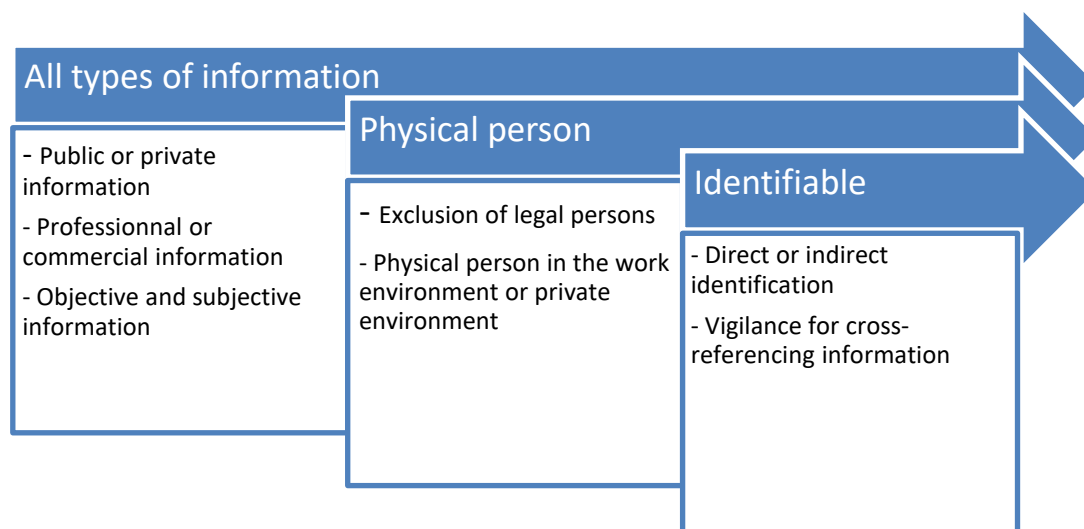 All types of information
- Public or private
information
- Professionnal or
commercial information
- Objective and subjective
information
Physical person
- Exclusion of legal persons
- Physical person in the work
environment or private
environment
Identifiable
- Direct or indirect
identification
- Vigilance for cross-
referencing information